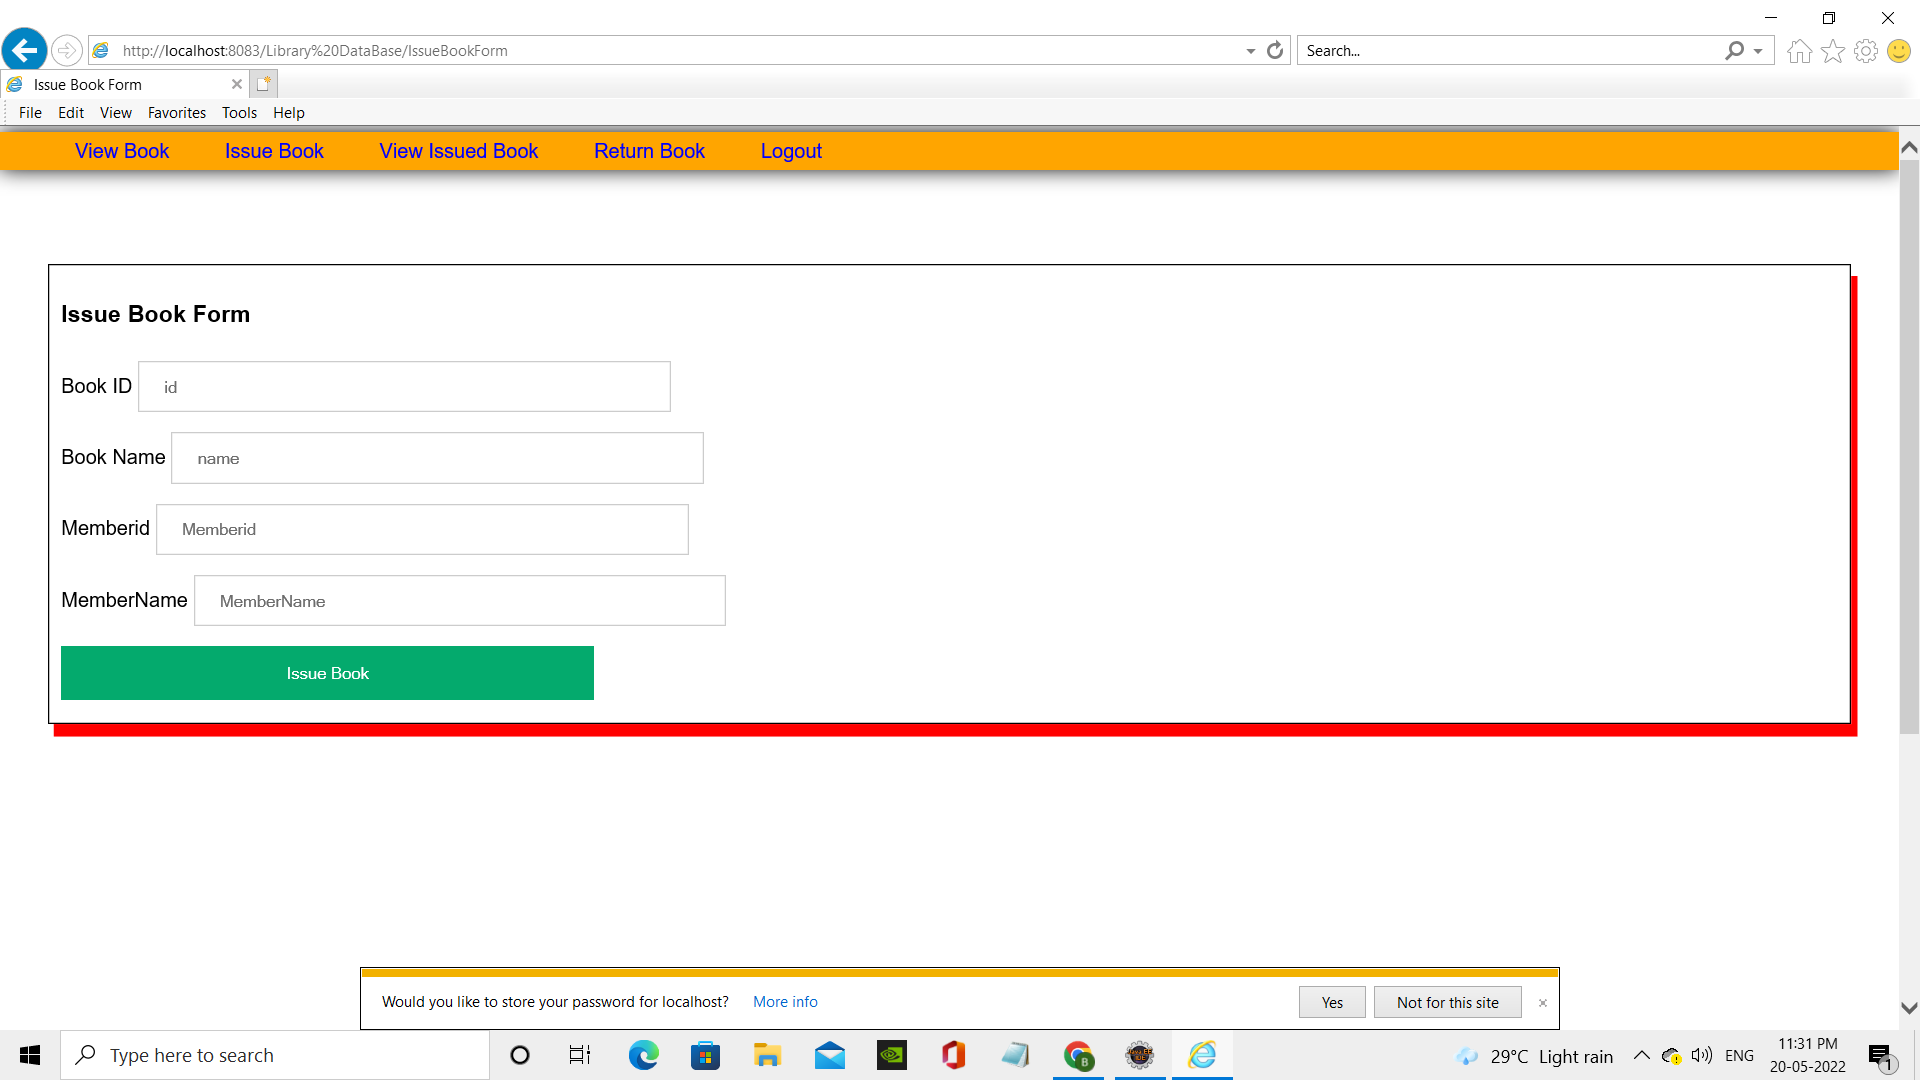 http://localhost:8083/Library%20DataBase/IssueBookForm
Search...
Issue Book Form
File Edit View Favorites Tools Help
View Book Issue Book View Issued Book Return Book Logout
Issue Book Form
Book ID id
Book Name name
Memberid Memberid
MemberName MemberName
Issue Book
Would you like to store your password for localhost? More info Yes Not for this site
Type here to search
29°C Light rain
ENG
11:31 PM
20-05-2022
1